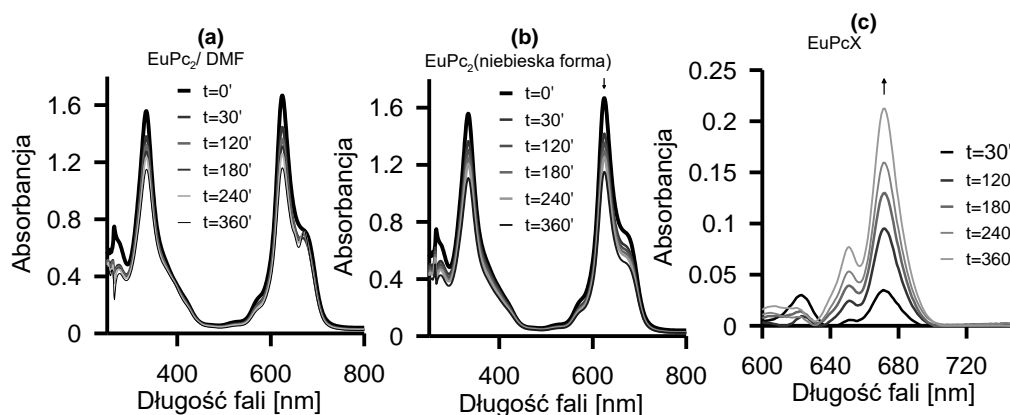 (a)
EuPc₂/ DMF
Absorbancja
1.6
1.2
0.8
0.4
0
t=0'
t=30'
t=120'
t=180'
t=240'
t=360'
400
600
800
Długość fali [nm]
(b)
EuPc₂(niebieska forma)
Absorbancja
1.6
1.2
0.8
0.4
0
t=0'
t=30'
t=120'
t=180'
t=240'
t=360'
400
600
800
Długość fali [nm]
(c)
EuPcX
Absorbancja
0.25
0.2
0.15
0.1
0.05
0
t=30'
t=120
t=180
t=240
t=360
600
640
680
720
Długość fali [nm]